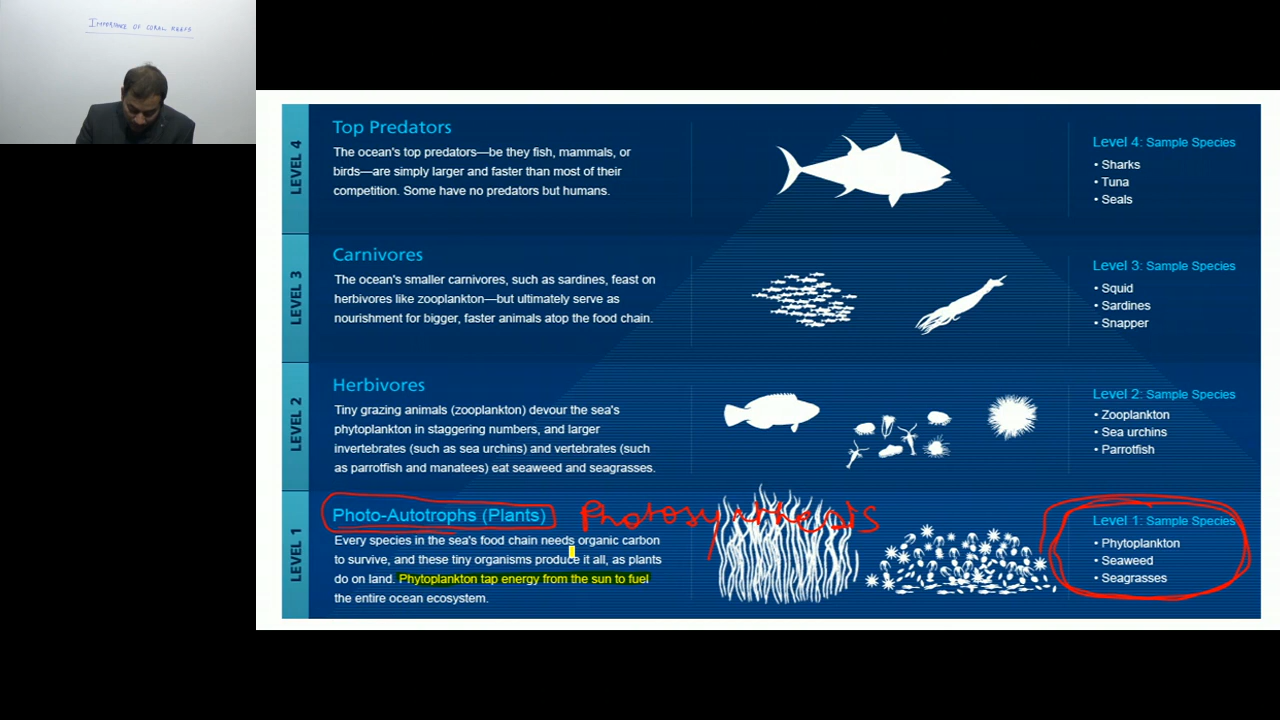 IMPORTANCE OF CORAL REEFS
LEVEL 4
Top Predators
The ocean's top predators—be they fish, mammals, or
birds—are simply larger and faster than most of their
competition. Some have no predators but humans.
Level 4: Sample Species
• Sharks
• Tuna
• Seals
LEVEL 3
Carnivores
The ocean's smaller carnivores, such as sardines, feast on
herbivores like zooplankton—but ultimately serve as
nourishment for bigger, faster animals atop the food chain.
Level 3: Sample Species
• Squid
• Sardines
• Snapper
LEVEL 2
Herbivores
Tiny grazing animals (zooplankton) devour the sea's
phytoplankton in staggering numbers, and larger
invertebrates (such as sea urchins) and vertebrates (such
as parrotfish and manatees) eat seaweed and seagrasses.
Level 2: Sample Species
• Zooplankton
• Sea urchins
• Parrotfish
LEVEL 1
Photo-Autotrophs (Plants)
Photosynthesis
Every species in the sea's food chain needs organic carbon
to survive, and these tiny organisms produce it all, as plants
do on land. Phytoplankton tap energy from the sun to fuel
the entire ocean ecosystem.
Level 1: Sample Species
• Phytoplankton
• Seaweed
• Seagrasses